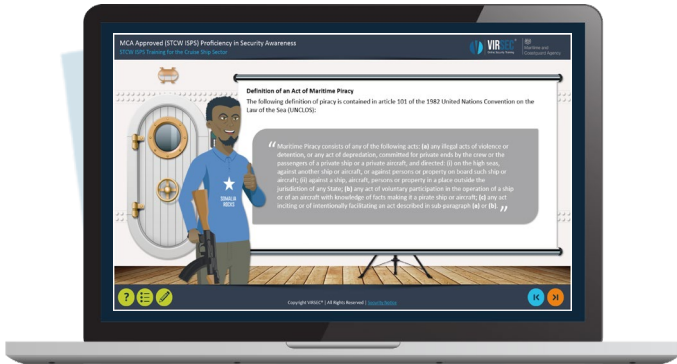 MCA Approved (STCW ISPS) Proficiency in Security Awareness
STCW ISPS Training for the Cruise Ship Sector
VIRSEC
Maritime and
Coastguard Agency
Definition of an Act of Maritime Piracy
The following definition of piracy is contained in article 101 of the 1982 United Nations Convention on the
Law of the Sea (UNCLOS):
“ Maritime Piracy consists of any of the following acts: (a) any illegal acts of violence or
detention, or any act of depredation, committed for private ends by the crew or the
passengers of a private ship or a private aircraft, and directed: (i) on the high seas,
against another ship or aircraft, or against persons or property on board such ship or
aircraft; (ii) against a ship, aircraft, persons or property in a place outside the
jurisdiction of any State; (b) any act of voluntary participation in the operation of a ship
or of an aircraft with knowledge of facts making it a pirate ship or aircraft; (c) any act
inciting or of intentionally facilitating an act described in sub-paragraph (a) or (b). ”
SOMALIA
ROCKS
?
Copyright VIRSEC® | All Rights Reserved | Security Notice